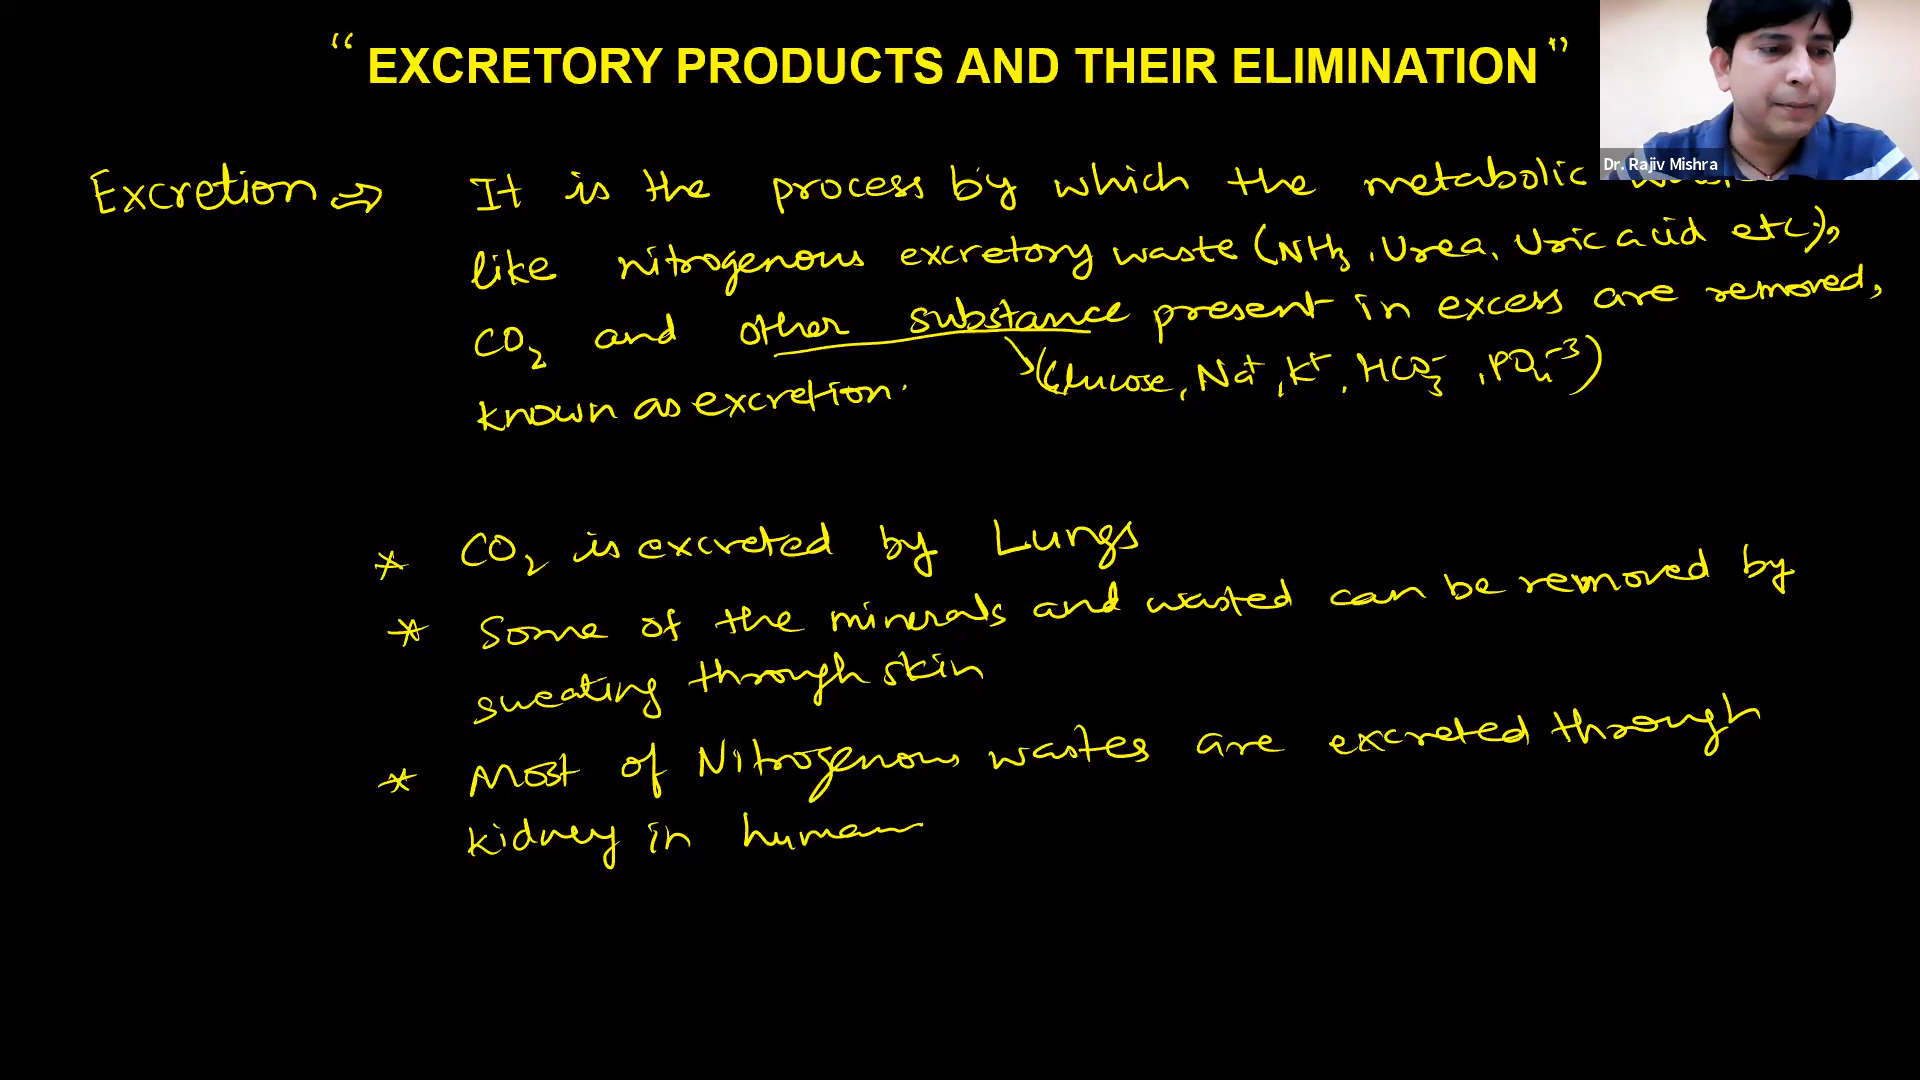 “ EXCRETORY PRODUCTS AND THEIR ELIMINATION ”
Dr. Rajiv Mishra
Excretion ⇒ It is the process by which the metabolic
like nitrogenous excretory waste (NH3, Urea, Uric acid etc),
CO2 and other substance present in excess are removed,
(Glucose, Na+, K+, HCO3-, PO4-3)
known as excretion.
* CO2 is excreted by Lungs
* Some of the minerals and wasted can be removed by
sweating through skin
* Most of Nitrogenous wastes are excreted through
kidney in human